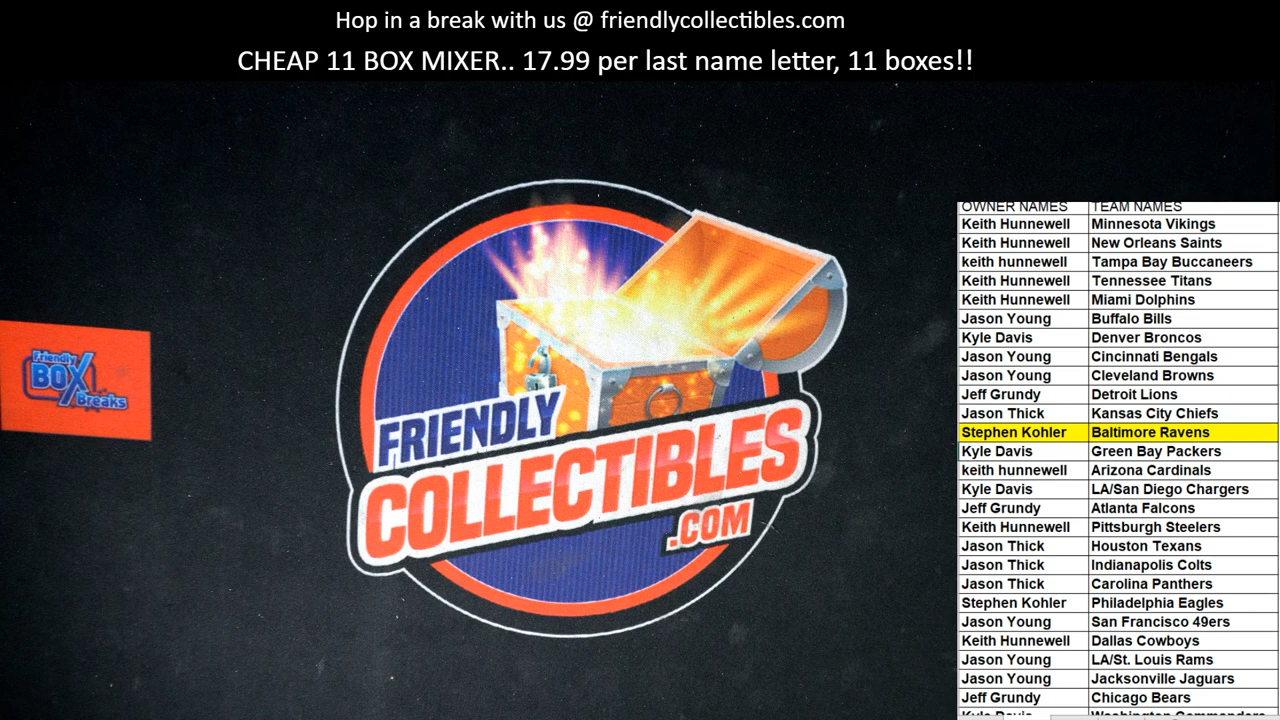 Hop in a break with us @ friendlycollectibles.com
CHEAP 11 BOX MIXER.. 17.99 per last name letter, 11 boxes!!
Friendly
BOX
Breaks
FRIENDLY
COLLECTIBLES
.COM
OWNER NAMES TEAM NAMES
Keith Hunnewell Minnesota Vikings
Keith Hunnewell New Orleans Saints
keith hunnewell Tampa Bay Buccaneers
Keith Hunnewell Tennesee Titans
Keith Hunnewell Miami Dolphins
Jason Young Buffalo Bills
Kyle Davis Denver Broncos
Jason Young Cincinnati Bengals
Jason Young Cleveland Browns
Jeff Grundy Detroit Lions
Jason Thick Kansas City Chiefs
Stephen Kohler Baltimore Ravens
Kyle Davis Green Bay Packers
keith hunnewell Arizona Cardinals
Kyle Davis LA/San Diego Chargers
Jeff Grundy Atlanta Falcons
Keith Hunnewell Pittsburgh Steelers
Jason Thick Houston Texans
Jason Thick Indianapolis Colts
Jason Thick Carolina Panthers
Stephen Kohler Philadelphia Eagles
Jason Young San Francisco 49ers
Keith Hunnewell Dallas Cowboys
Jason Young LA/St. Louis Rams
Jason Young Jacksonville Jaguars
Jeff Grundy Chicago Bears
Kyle Davis Washington Commanders